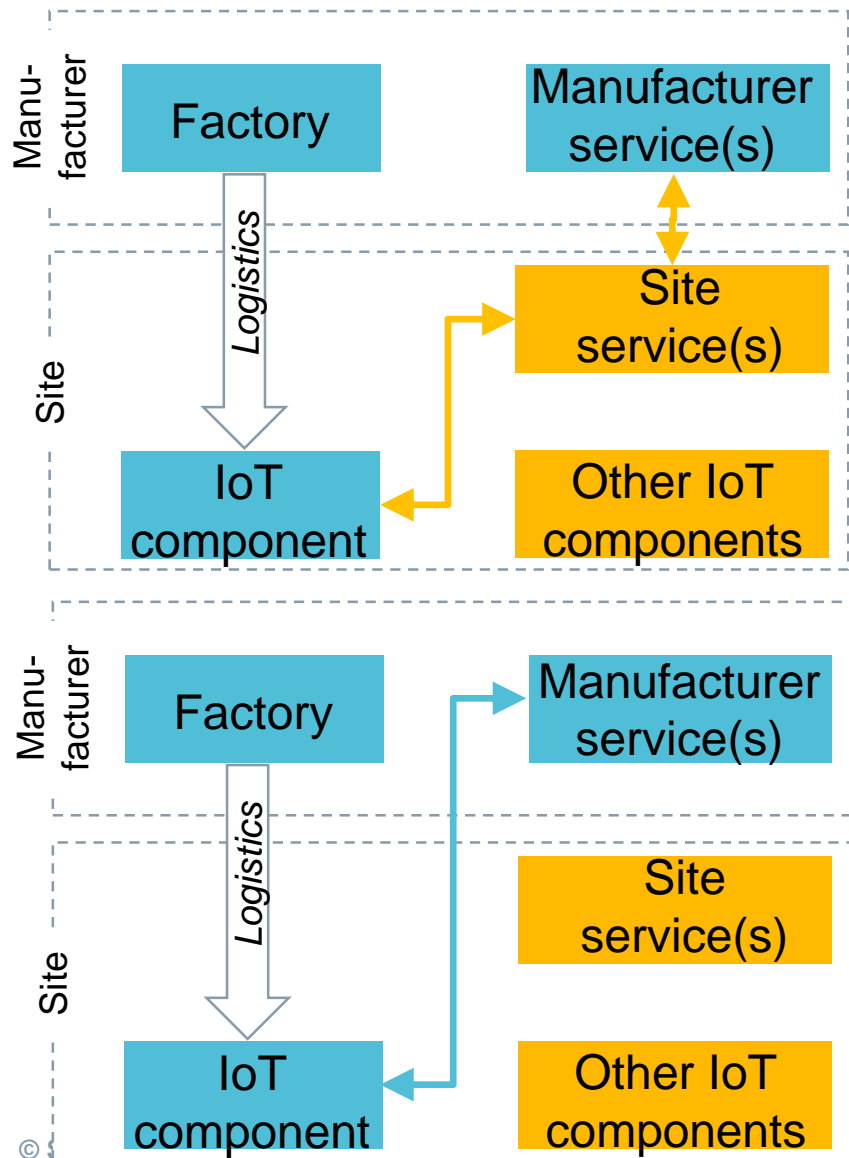 Manu-
facturer
Factory
Manufacturer
service(s)
Logistics
Site
Site
service(s)
IoT
component
Other IoT
components
Manu-
facturer
Factory
Manufacturer
service(s)
Logistics
Site
Site
service(s)
IoT
component
Other IoT
components
©